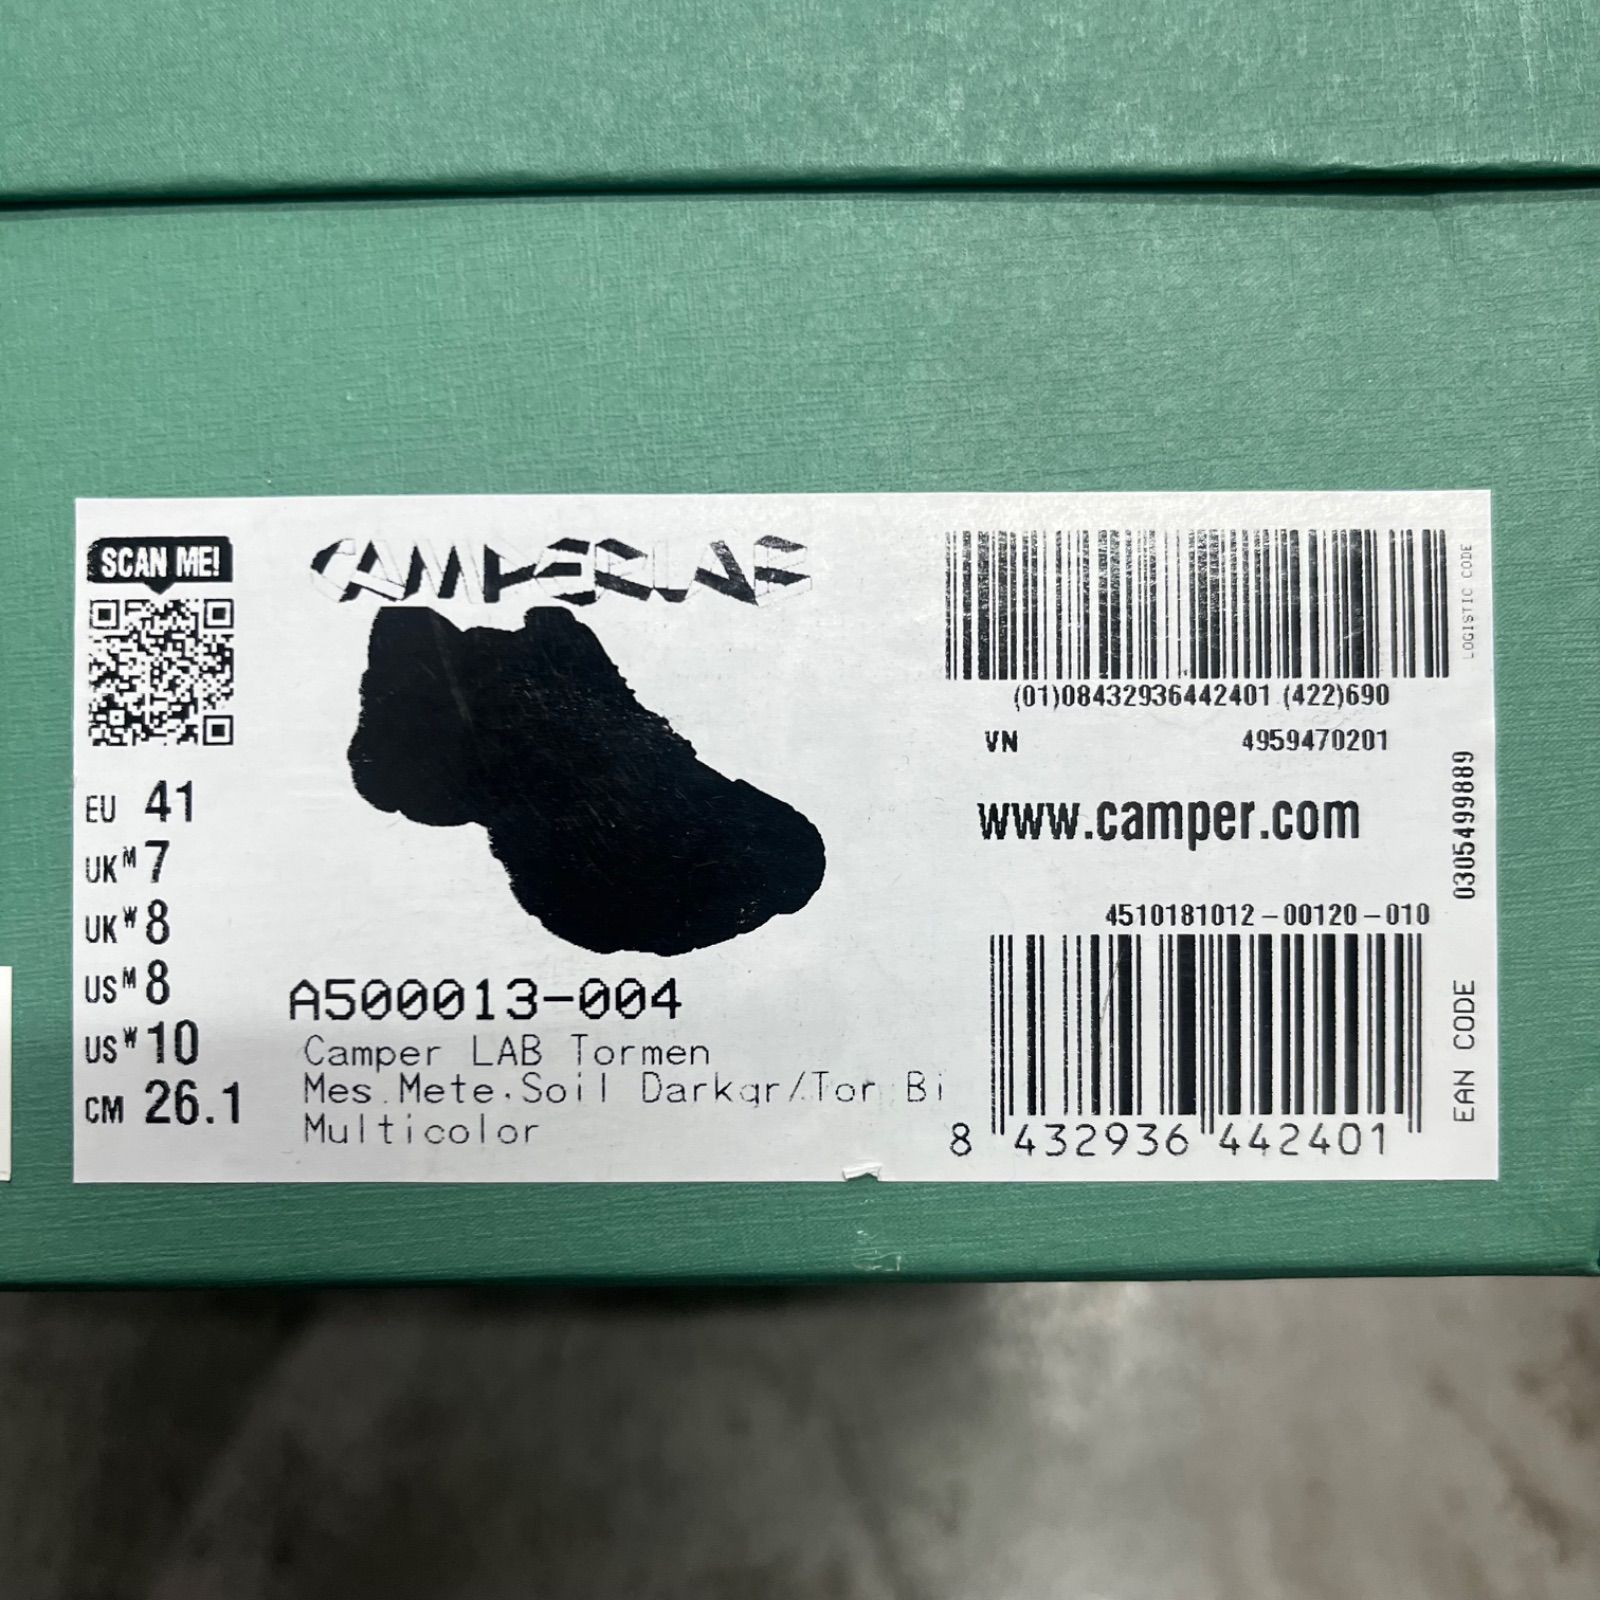 SCAN ME!
CAMPERLAB
EU 41
UK M 7
UK W 8
US M 8
US W 10
CM 26.1
A500013-004
Camper LAB Tormen
Mes.Mete.Soil Darkgr/Tor Bi
Multicolor
(01)08432936442401 (422)690
VN 4959470201
www.camper.com
4510181012-00120-010
8 432936 442401
LOGISTIC CODE
0305499889
EAN CODE